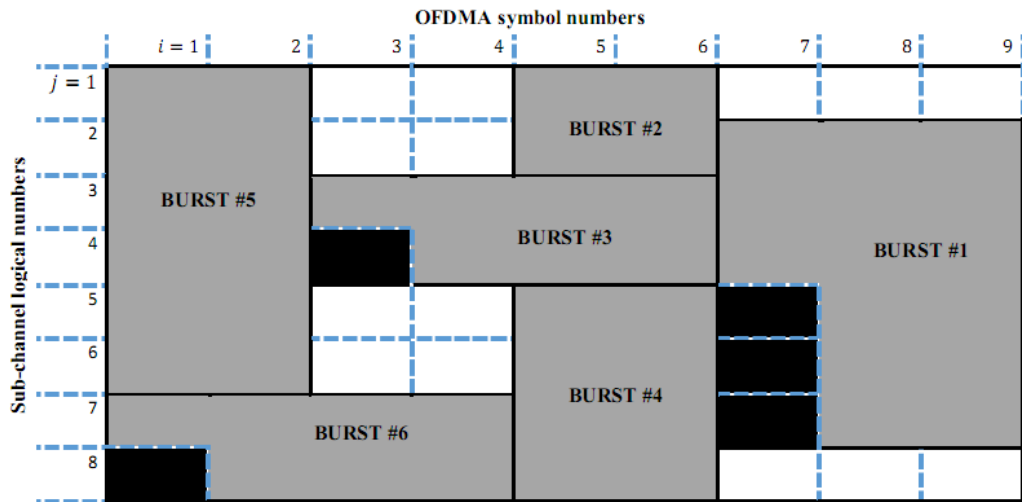 OFDMA symbol numbers
i = 1 2 3 4 5 6 7 8 9
j = 1
2
BURST #2
3
BURST #5
4
BURST #3
BURST #1
5
6
7
BURST #4
BURST #6
8
Sub-channel logical numbers